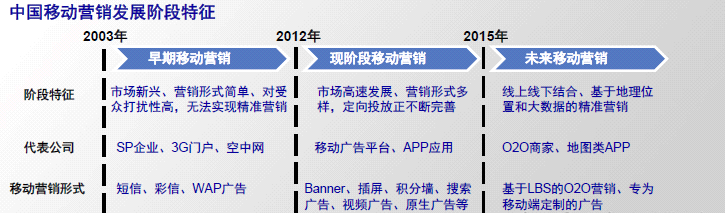 中国移动营销发展阶段特征
2003年 2012年 2015年
早期移动营销 现阶段移动营销 未来移动营销
阶段特征
市场新兴、营销形式简单、对受
众打扰性高，无法实现精准营销
市场高速发展、营销形式多
样，定向投放正不断完善
线上线下结合、基于地理位
置和大数据的精准营销
代表公司 SP企业、3G门户、空中网 移动广告平台、APP应用 O2O商家、地图类APP
移动营销形式 短信、彩信、WAP广告
Banner、插屏、积分墙、搜索
广告、视频广告、原生广告等
基于LBS的O2O营销、专为
移动端定制的广告